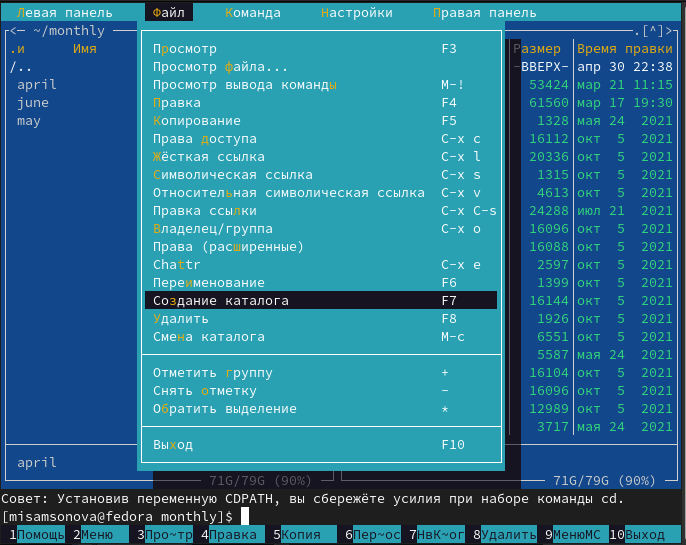 Левая панель Файл Команда Настройки Правая панель
<─ ~/monthly .[^]>
.и Имя Размер Время правки
/.. -ВВЕРХ- апр 30 22:38
april 53424 мар 21 11:15
june 61560 мар 17 19:30
may 1328 мая 24 2021
16112 окт 5 2021
20336 окт 5 2021
1315 окт 5 2021
4613 окт 5 2021
24288 июл 21 2021
16096 окт 5 2021
16088 окт 5 2021
2597 окт 5 2021
1399 окт 5 2021
16144 окт 5 2021
1926 окт 5 2021
6551 окт 5 2021
5587 мая 24 2021
16104 окт 5 2021
16096 окт 5 2021
12989 окт 5 2021
3717 мая 24 2021
Просмотр F3
Просмотр файла...
Просмотр вывода команды M-!
Правка F4
Копирование F5
Права доступа C-x c
Жёсткая ссылка C-x l
Символическая ссылка C-x s
Относительная символическая ссылка C-x v
Правка ссылки C-x C-s
Владелец/группа C-x o
Права (расширенные)
Chattr C-x e
Переименование F6
Создание каталога F7
Удалить F8
Смена каталога M-c
Отметить группу +
Снять отметку -
Обратить выделение *
Выход F10
april
71G/79G (90%) 71G/79G (90%)
Совет: Установив переменную CDPATH, вы сбережёте усилия при наборе команды cd.
[misamsonova@fedora monthly]$
1Помощь 2Меню 3Про~тр 4Правка 5Копия 6Пер~ос 7НвК~ог 8Удалить 9МенюMC 10Выход